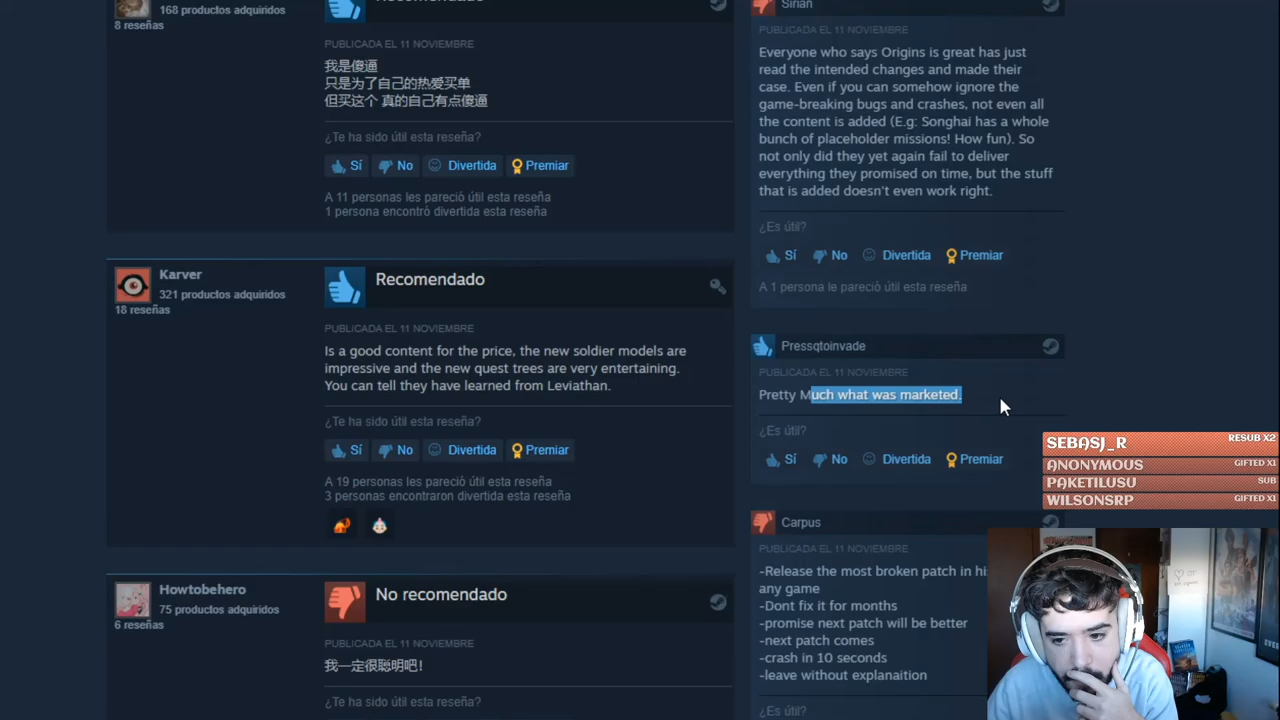 168 productos adquiridos
8 reseñas
PUBLICADA EL 11 NOVIEMBRE
我是傻逼
只是为了自己的热爱买单
但买这个 真的自己有点傻逼
¿Te ha sido útil esta reseña?
Sí No Divertida Premiar
A 11 personas les pareció útil esta reseña
1 persona encontró divertida esta reseña
Karver
321 productos adquiridos
18 reseñas
Recomendado
PUBLICADA EL 11 NOVIEMBRE
Is a good content for the price, the new soldier models are
impressive and the new quest trees are very entertaining.
You can tell they have learned from Leviathan.
¿Te ha sido útil esta reseña?
Sí No Divertida Premiar
A 19 personas les pareció útil esta reseña
3 personas encontraron divertida esta reseña
Howtobehero
75 productos adquiridos
6 reseñas
No recomendado
PUBLICADA EL 11 NOVIEMBRE
我一定很聪明吧!
¿Te ha sido útil esta reseña?
Sirian
PUBLICADA EL 11 NOVIEMBRE
Everyone who says Origins is great has just
read the intended changes and made their
case. Even if you can somehow ignore the
game-breaking bugs and crashes, not even all
the content is added (E.g: Songhai has a whole
bunch of placeholder missions! How fun). So
not only did they yet again fail to deliver
everything they promised on time, but the stuff
that is added doesn't even work right.
¿Es útil?
Sí No Divertida Premiar
A 1 persona le pareció útil esta reseña
Pressqtoinvade
PUBLICADA EL 11 NOVIEMBRE
Pretty Much what was marketed.
¿Es útil?
Sí No Divertida Premiar
Carpus
PUBLICADA EL 11 NOVIEMBRE
-Release the most broken patch in
any game
-Dont fix it for months
-promise next patch will be better
-next patch comes
-crash in 10 seconds
-leave without explanaition
¿Es útil?
SEBASJ_R RESUB X2
ANONYMOUS GIFTED X1
PAKETILUSU SUB
WILSONSRP GIFTED X1